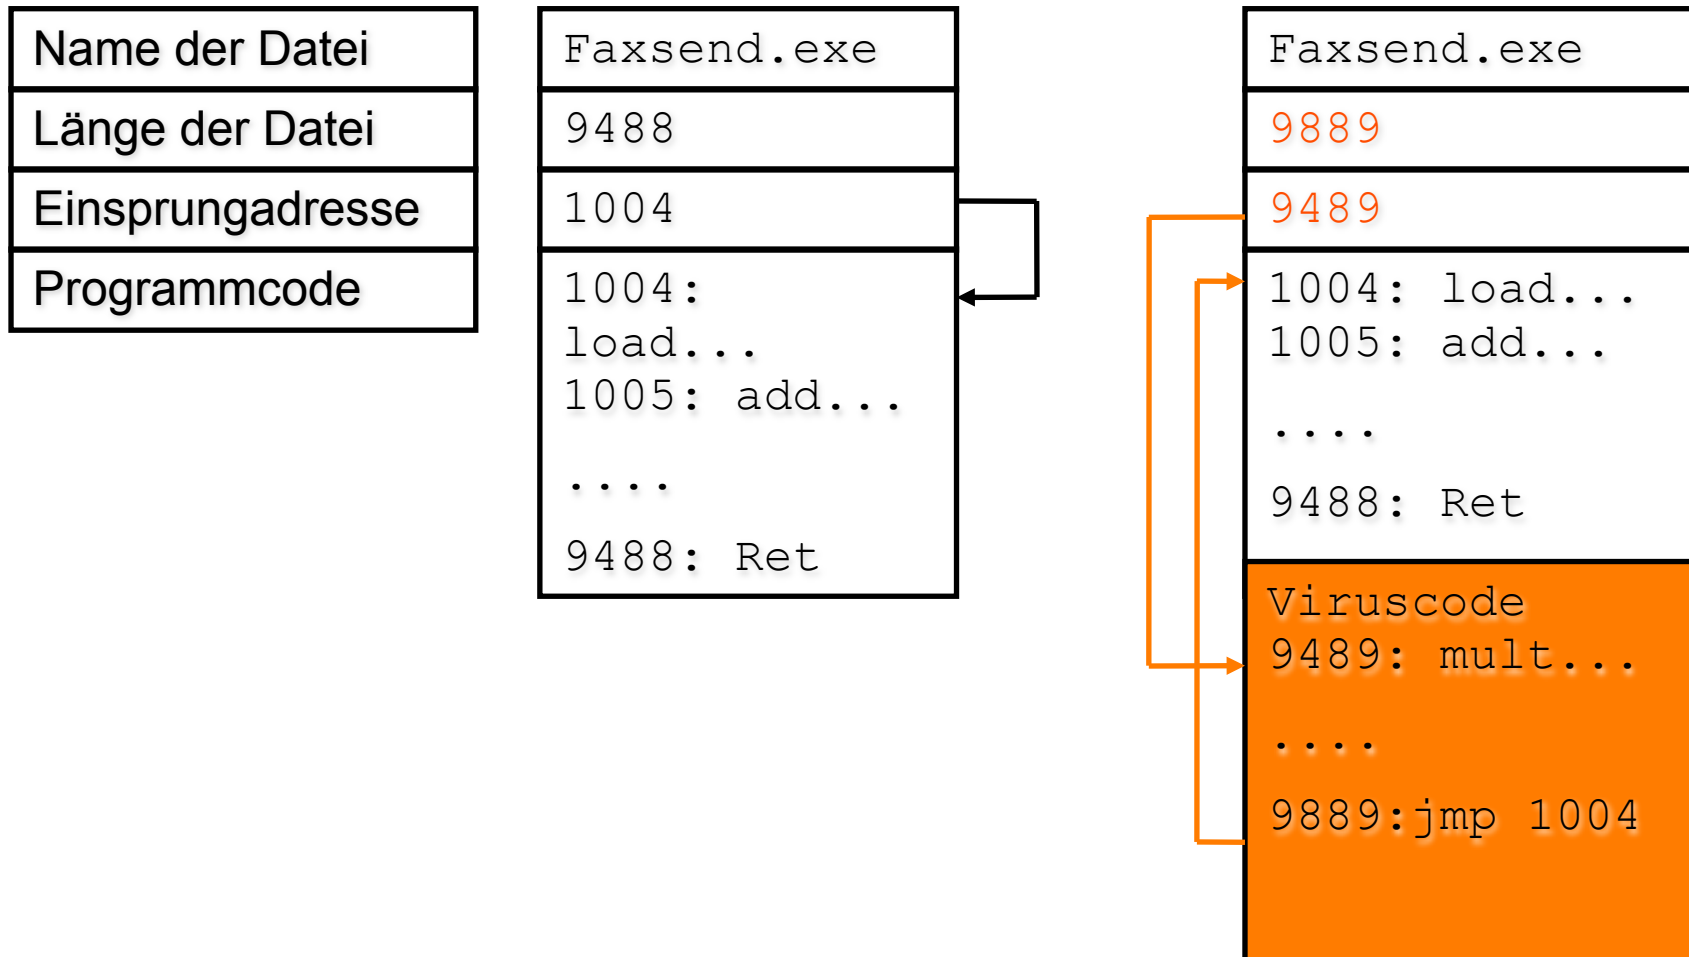 Name der Datei
Länge der Datei
Einsprungadresse
Programmcode
Faxsend.exe
9488
1004
1004:
load...
1005: add...
....
9488: Ret
Faxsend.exe
9889
9489
1004: load...
1005: add...
....
9488: Ret
Viruscode
9489: mult...
....
9889:jmp 1004